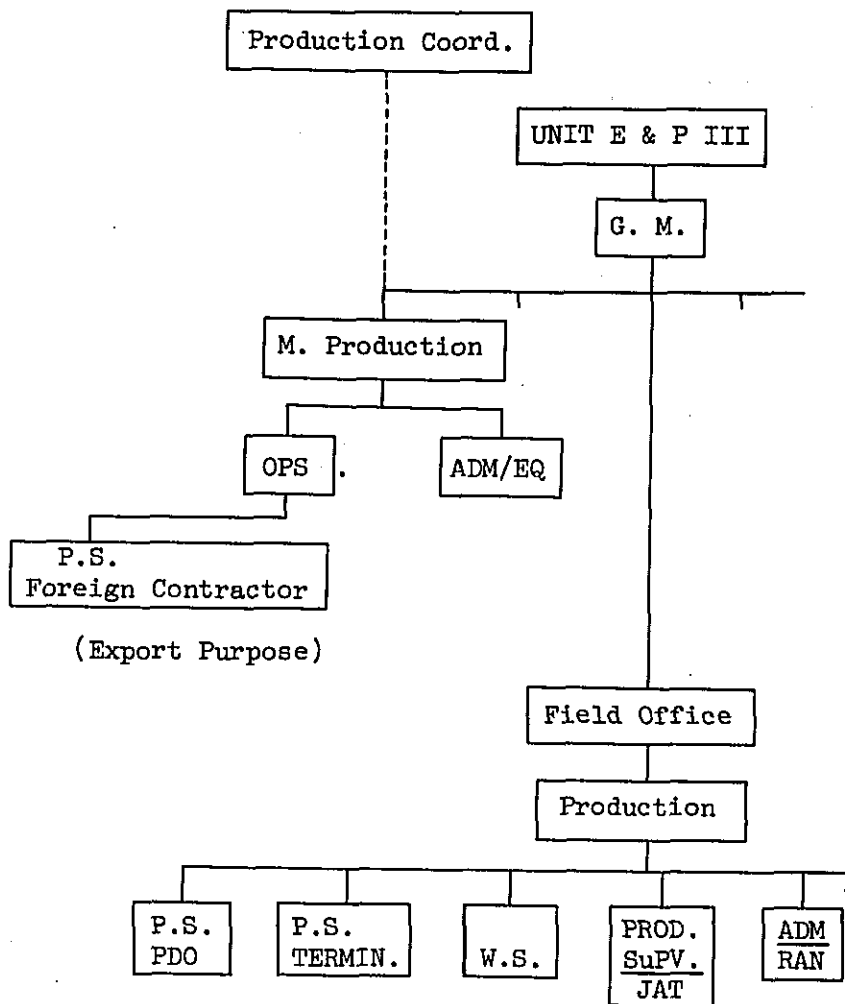 Production Coord.
UNIT E & P III
G. M.
M. Production
OPS .
ADM/EQ
P.S.
Foreign Contractor
(Export Purpose)
Field Office
Production
P.S.
PDO
P.S.
TERMIN.
W.S.
PROD.
SuPV.
JAT
ADM
RAN